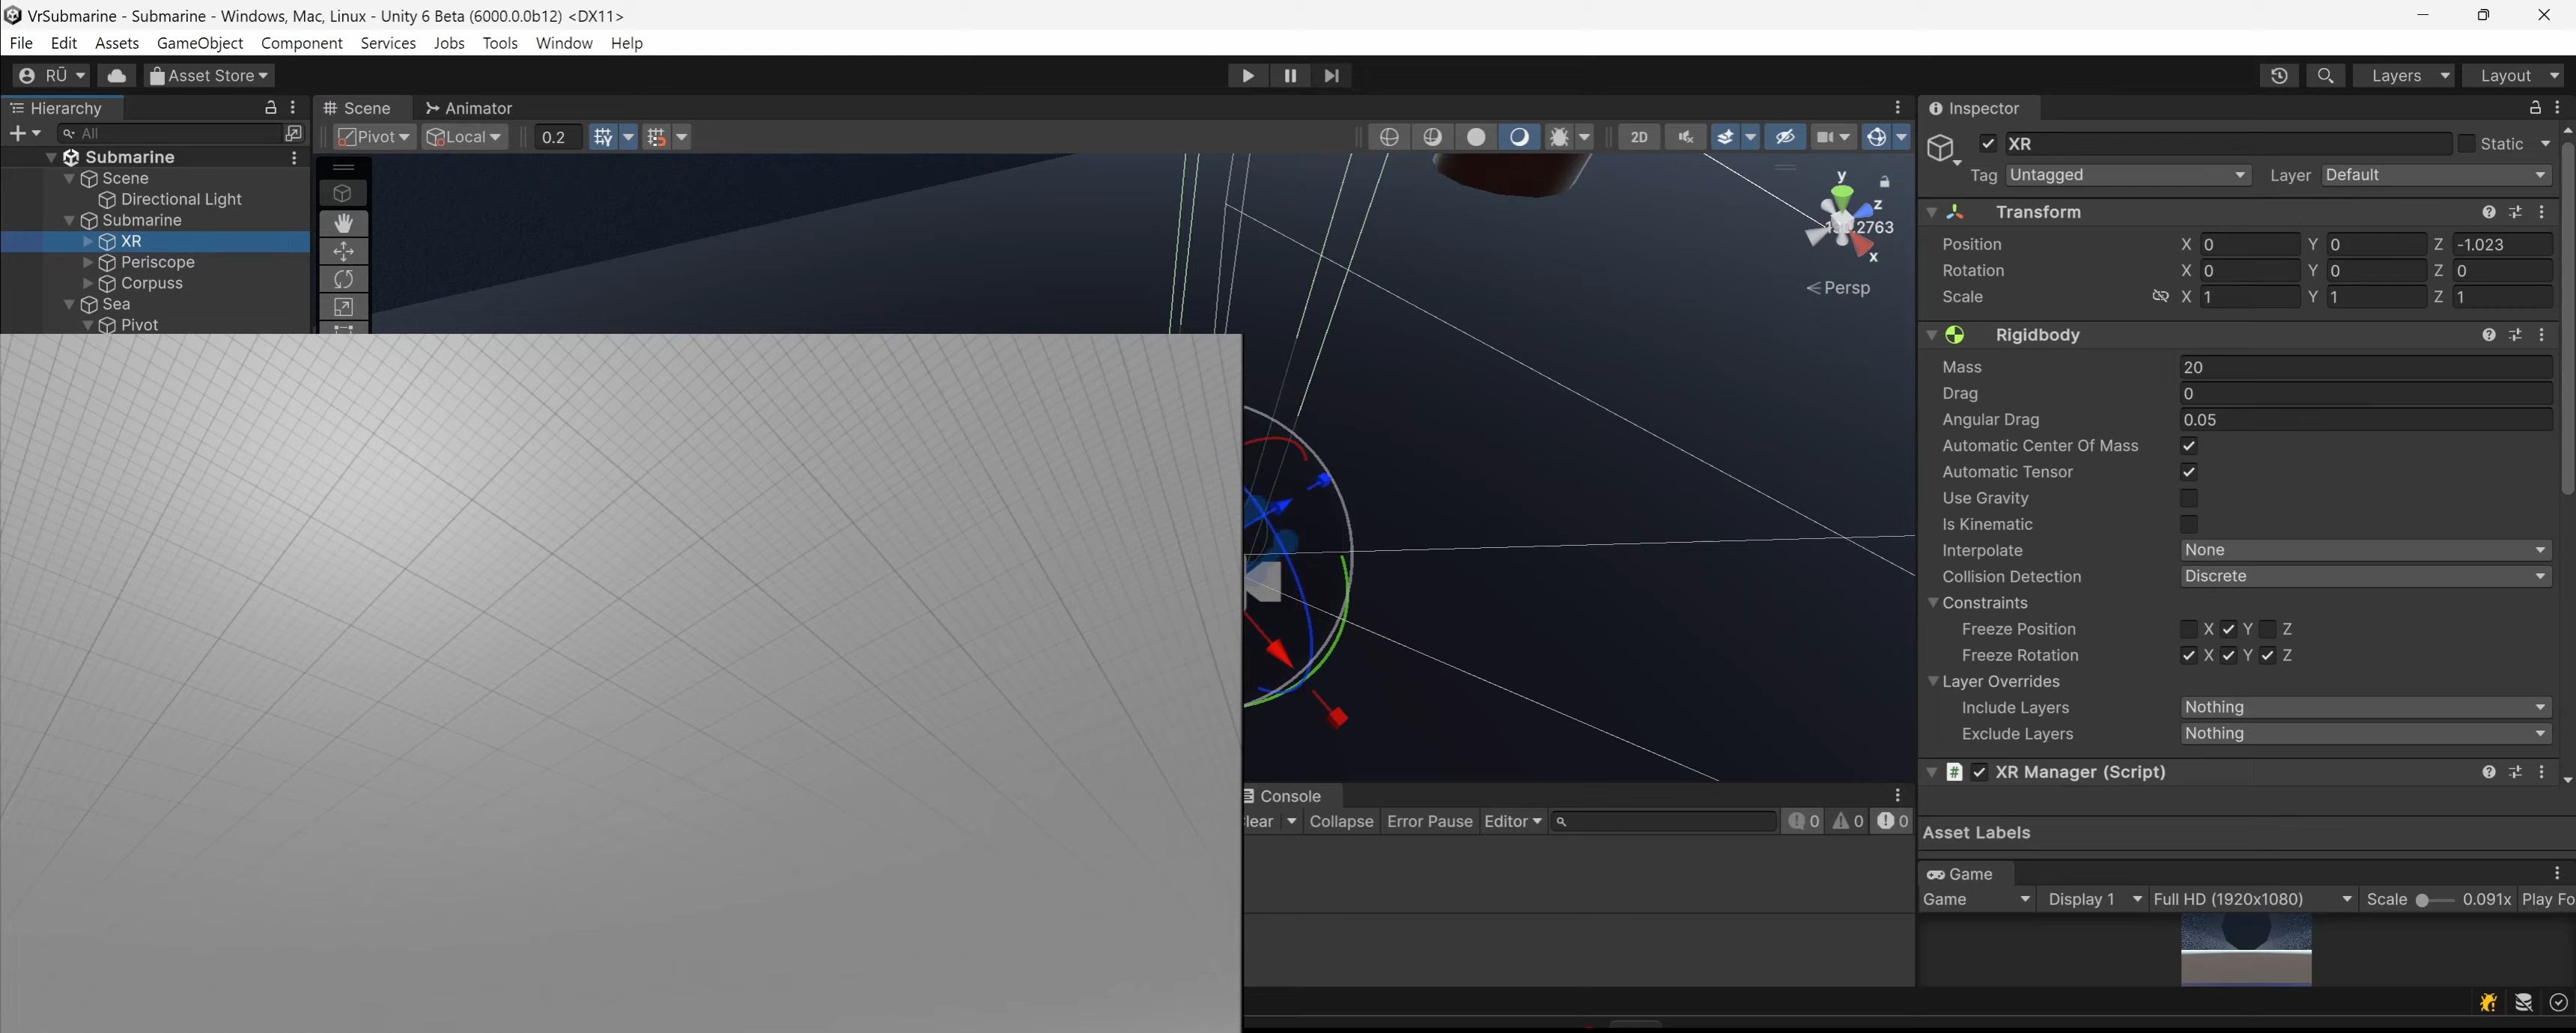 VrSubmarine - Submarine - Windows, Mac, Linux - Unity 6 Beta (6000.0.0b12) <DX11>
File Edit Assets GameObject Component Services Jobs Tools Window Help
RŪ Asset Store Layers Layout
Hierarchy
All
Submarine
Scene
Directional Light
Submarine
XR
Periscope
Corpuss
Sea
Pivot
Scene Animator
Pivot Local 0.2 2D
y
z
2763
x
Persp
Console
lear Collapse Error Pause Editor 0 0 0
Inspector
XR Static
Tag Untagged Layer Default
Transform
Position X 0 Y 0 Z -1.023
Rotation X 0 Y 0 Z 0
Scale X 1 Y 1 Z 1
Rigidbody
Mass 20
Drag 0
Angular Drag 0.05
Automatic Center Of Mass
Automatic Tensor
Use Gravity
Is Kinematic
Interpolate None
Collision Detection Discrete
Constraints
Freeze Position X Y Z
Freeze Rotation X Y Z
Layer Overrides
Include Layers Nothing
Exclude Layers Nothing
# XR Manager (Script)
Asset Labels
Game
Game Display 1 Full HD (1920x1080) Scale 0.091x Play Fo